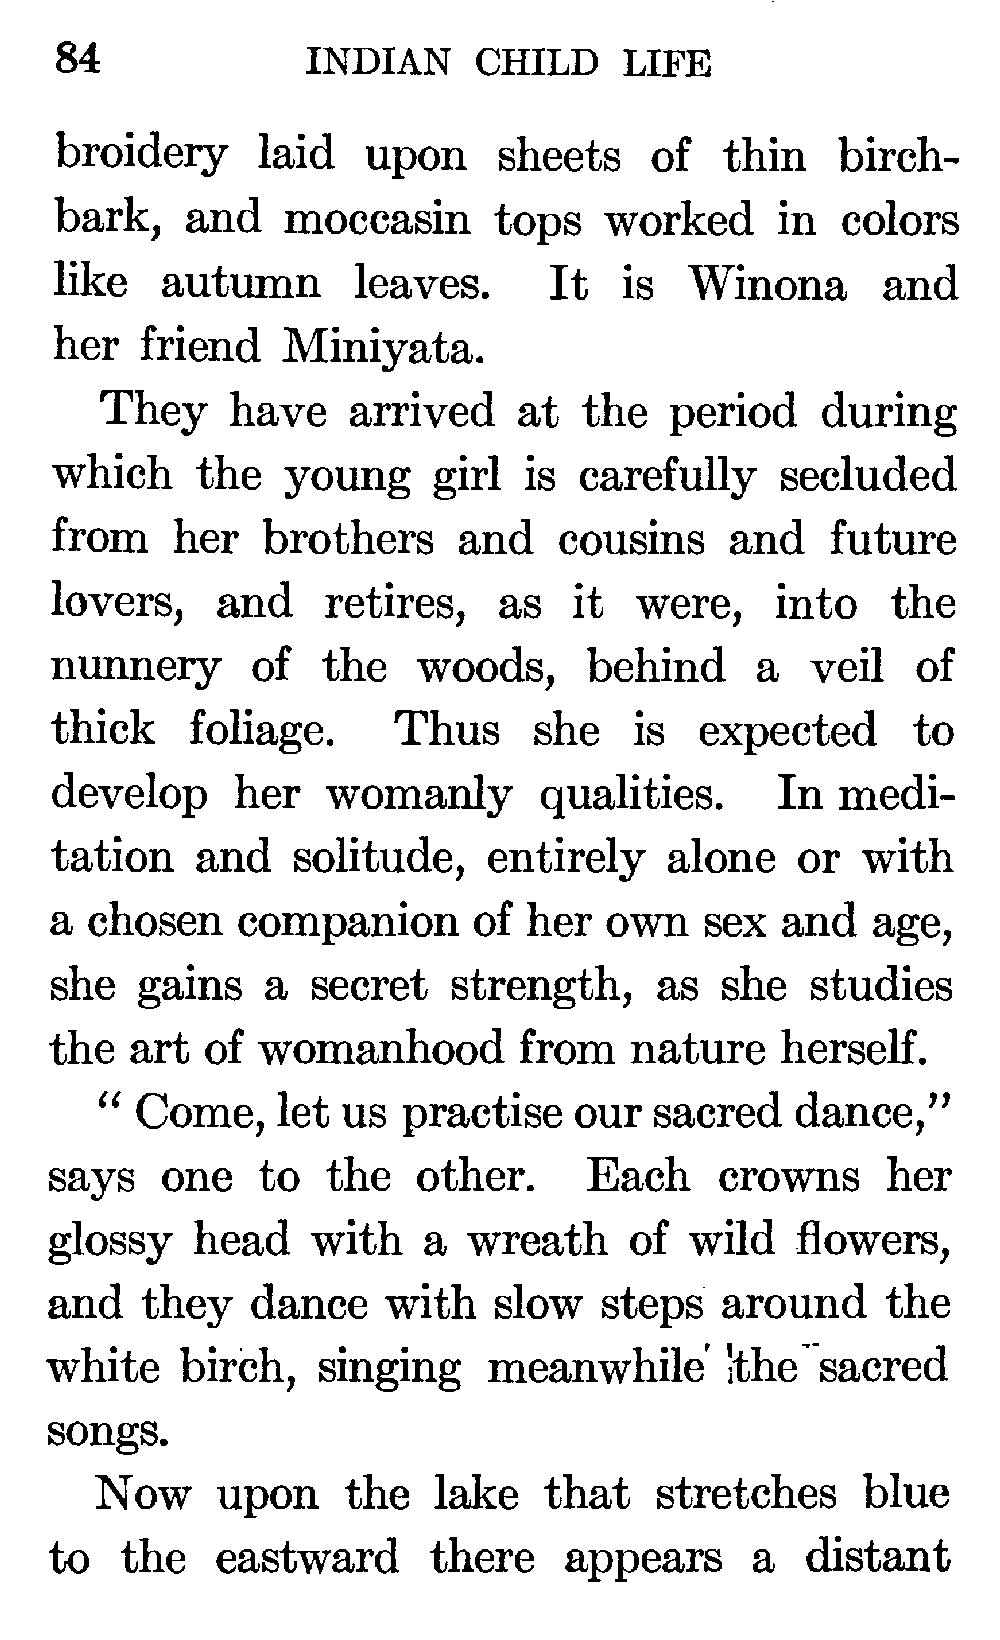 84 INDIAN CHILD LIFE
broidery laid upon sheets of thin birch-
bark, and moccasin tops worked in colors
like autumn leaves. It is Winona and
her friend Miniyata.
They have arrived at the period during
which the young girl is carefully secluded
from her brothers and cousins and future
lovers, and retires, as it were, into the
nunnery of the woods, behind a veil of
thick foliage. Thus she is expected to
develop her womanly qualities. In medi-
tation and solitude, entirely alone or with
a chosen companion of her own sex and age,
she gains a secret strength, as she studies
the art of womanhood from nature herself.
“ Come, let us practise our sacred dance,”
says one to the other. Each crowns her
glossy head with a wreath of wild flowers,
and they dance with slow steps around the
white birch, singing meanwhile the sacred
songs.
Now upon the lake that stretches blue
to the eastward there appears a distant